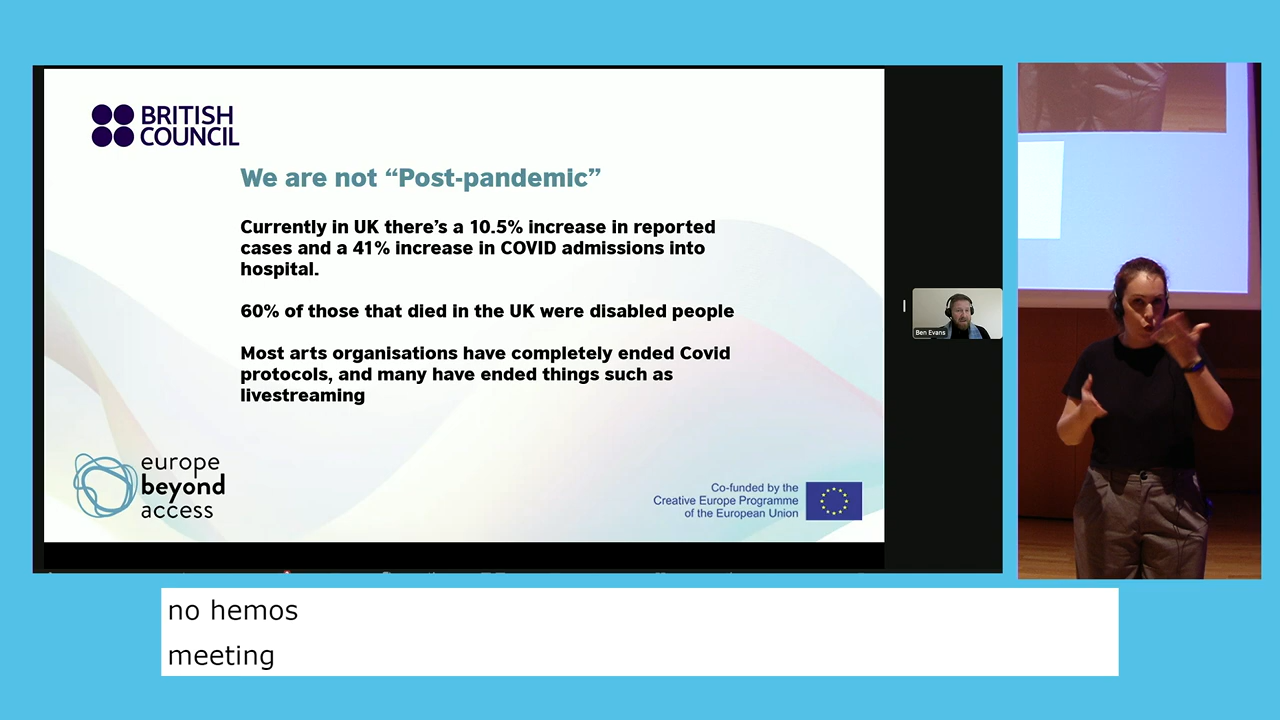 BRITISH
COUNCIL
We are not “Post-pandemic”
Currently in UK there’s a 10.5% increase in reported
cases and a 41% increase in COVID admissions into
hospital.
60% of those that died in the UK were disabled people
Most arts organisations have completely ended Covid
protocols, and many have ended things such as
livestreaming
europe
beyond
access
Co-funded by the
Creative Europe Programme
of the European Union
Ben Evans
no hemos
meeting